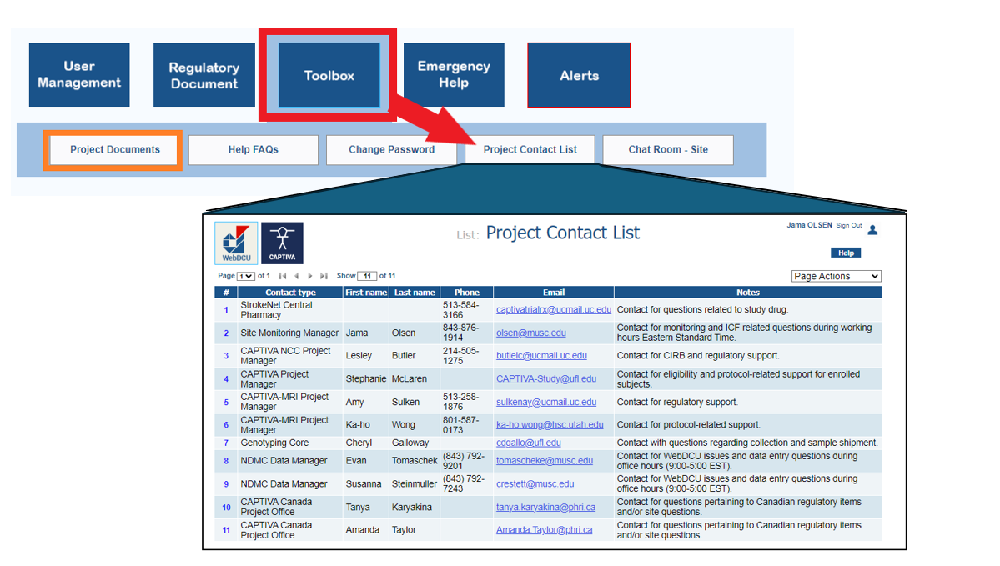 User Management
Regulatory Document
Toolbox
Emergency Help
Alerts
Project Documents
Help FAQs
Change Password
Project Contact List
Chat Room - Site
WebDCU
CAPTIVA
List: Project Contact List
Jama OLSEN Sign Out
Help
Page 1 of 1 Show 11 of 11
Page Actions
# Contact type First name Last name Phone Email Notes
1 StrokeNet Central Pharmacy 513-584-3166 captivatrialrx@ucmail.uc.edu Contact for questions related to study drug.
2 Site Monitoring Manager Jama Olsen 843-876-1914 olsen@musc.edu Contact for monitoring and ICF related questions during working hours Eastern Standard Time.
3 CAPTIVA NCC Project Manager Lesley Butler 214-505-1275 butlelc@ucmail.uc.edu Contact for CIRB and regulatory support.
4 CAPTIVA Project Manager Stephanie McLaren CAPTIVA-Study@ufl.edu Contact for eligibility and protocol-related support for enrolled subjects.
5 CAPTIVA-MRI Project Manager Amy Sulken 513-258-1876 sulkenay@ucmail.uc.edu Contact for regulatory support.
6 CAPTIVA-MRI Project Manager Ka-ho Wong 801-587-0173 ka-ho.wong@hsc.utah.edu Contact for protocol-related support.
7 Genotyping Core Cheryl Galloway cdgallo@ufl.edu Contact with questions regarding collection and sample shipment.
8 NDMC Data Manager Evan Tomaschek (843) 792-9201 tomascheke@musc.edu Contact for WebDCU issues and data entry questions during office hours (9:00-5:00 EST).
9 NDMC Data Manager Susanna Steinmuller (843) 792-7243 crestett@musc.edu Contact for WebDCU issues and data entry questions during office hours (9:00-5:00 EST).
10 CAPTIVA Canada Project Office Tanya Karyakina tanya.karyakina@phri.ca Contact for questions pertaining to Canadian regulatory items and/or site questions.
11 CAPTIVA Canada Project Office Amanda Taylor Amanda.Taylor@phri.ca Contact for questions pertaining to Canadian regulatory items and/or site questions.